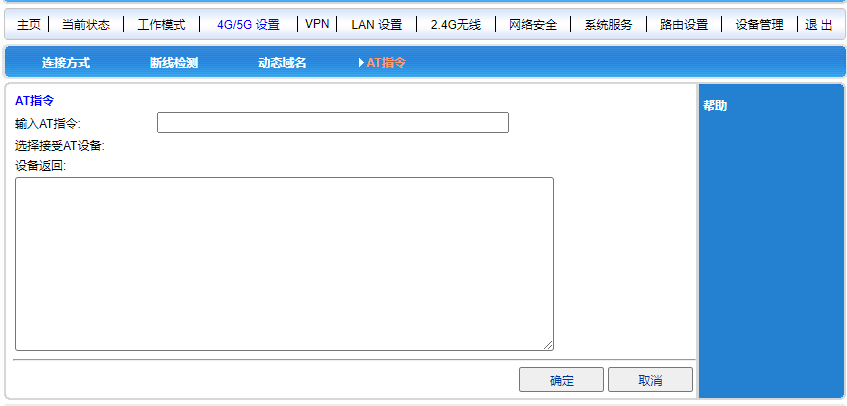 主页 当前状态 工作模式 4G/5G 设置 VPN LAN 设置 2.4G无线 网络安全 系统服务 路由设置 设备管理 退 出
连接方式 断线检测 动态域名 AT指令
AT指令
输入AT指令:
选择接受AT设备:
设备返回:
确定 取消
帮助